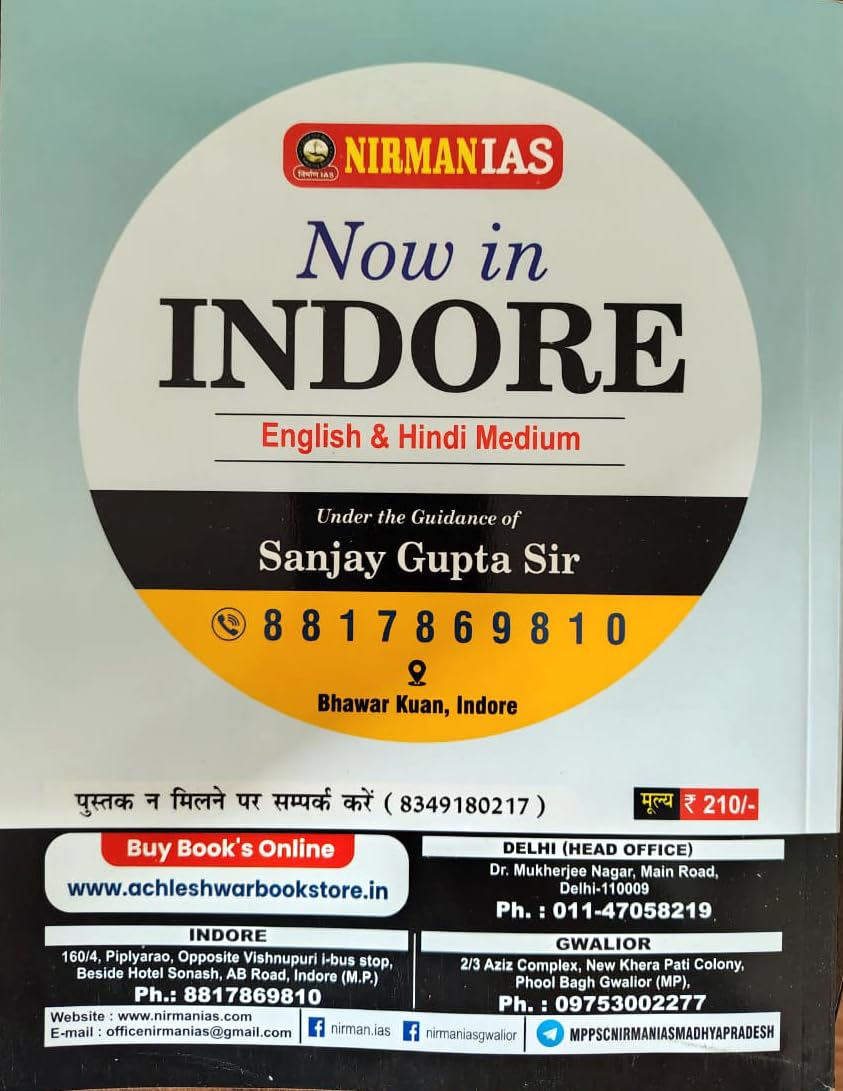 निर्माण IAS
NIRMAN IAS
Now in
INDORE
English & Hindi Medium
Under the Guidance of
Sanjay Gupta Sir
8817869810
Bhawar Kuan, Indore
पुस्तक न मिलने पर सम्पर्क करें ( 8349180217 )
मूल्य ₹ 210/-
Buy Book's Online
www.achleshwarbookstore.in
DELHI (HEAD OFFICE)
Dr. Mukherjee Nagar, Main Road,
Delhi-110009
Ph. : 011-47058219
INDORE
160/4, Piplyarao, Opposite Vishnupuri i-bus stop,
Beside Hotel Sonash, AB Road, Indore (M.P.)
Ph.: 8817869810
GWALIOR
2/3 Aziz Complex, New Khera Pati Colony,
Phool Bagh Gwalior (MP),
Ph. : 09753002277
Website : www.nirmanias.com
E-mail : officenirmanias@gmail.com
nirman.ias
nirmaniasgwalior
MPPSCNIRMANIASMADHYAPRADESH